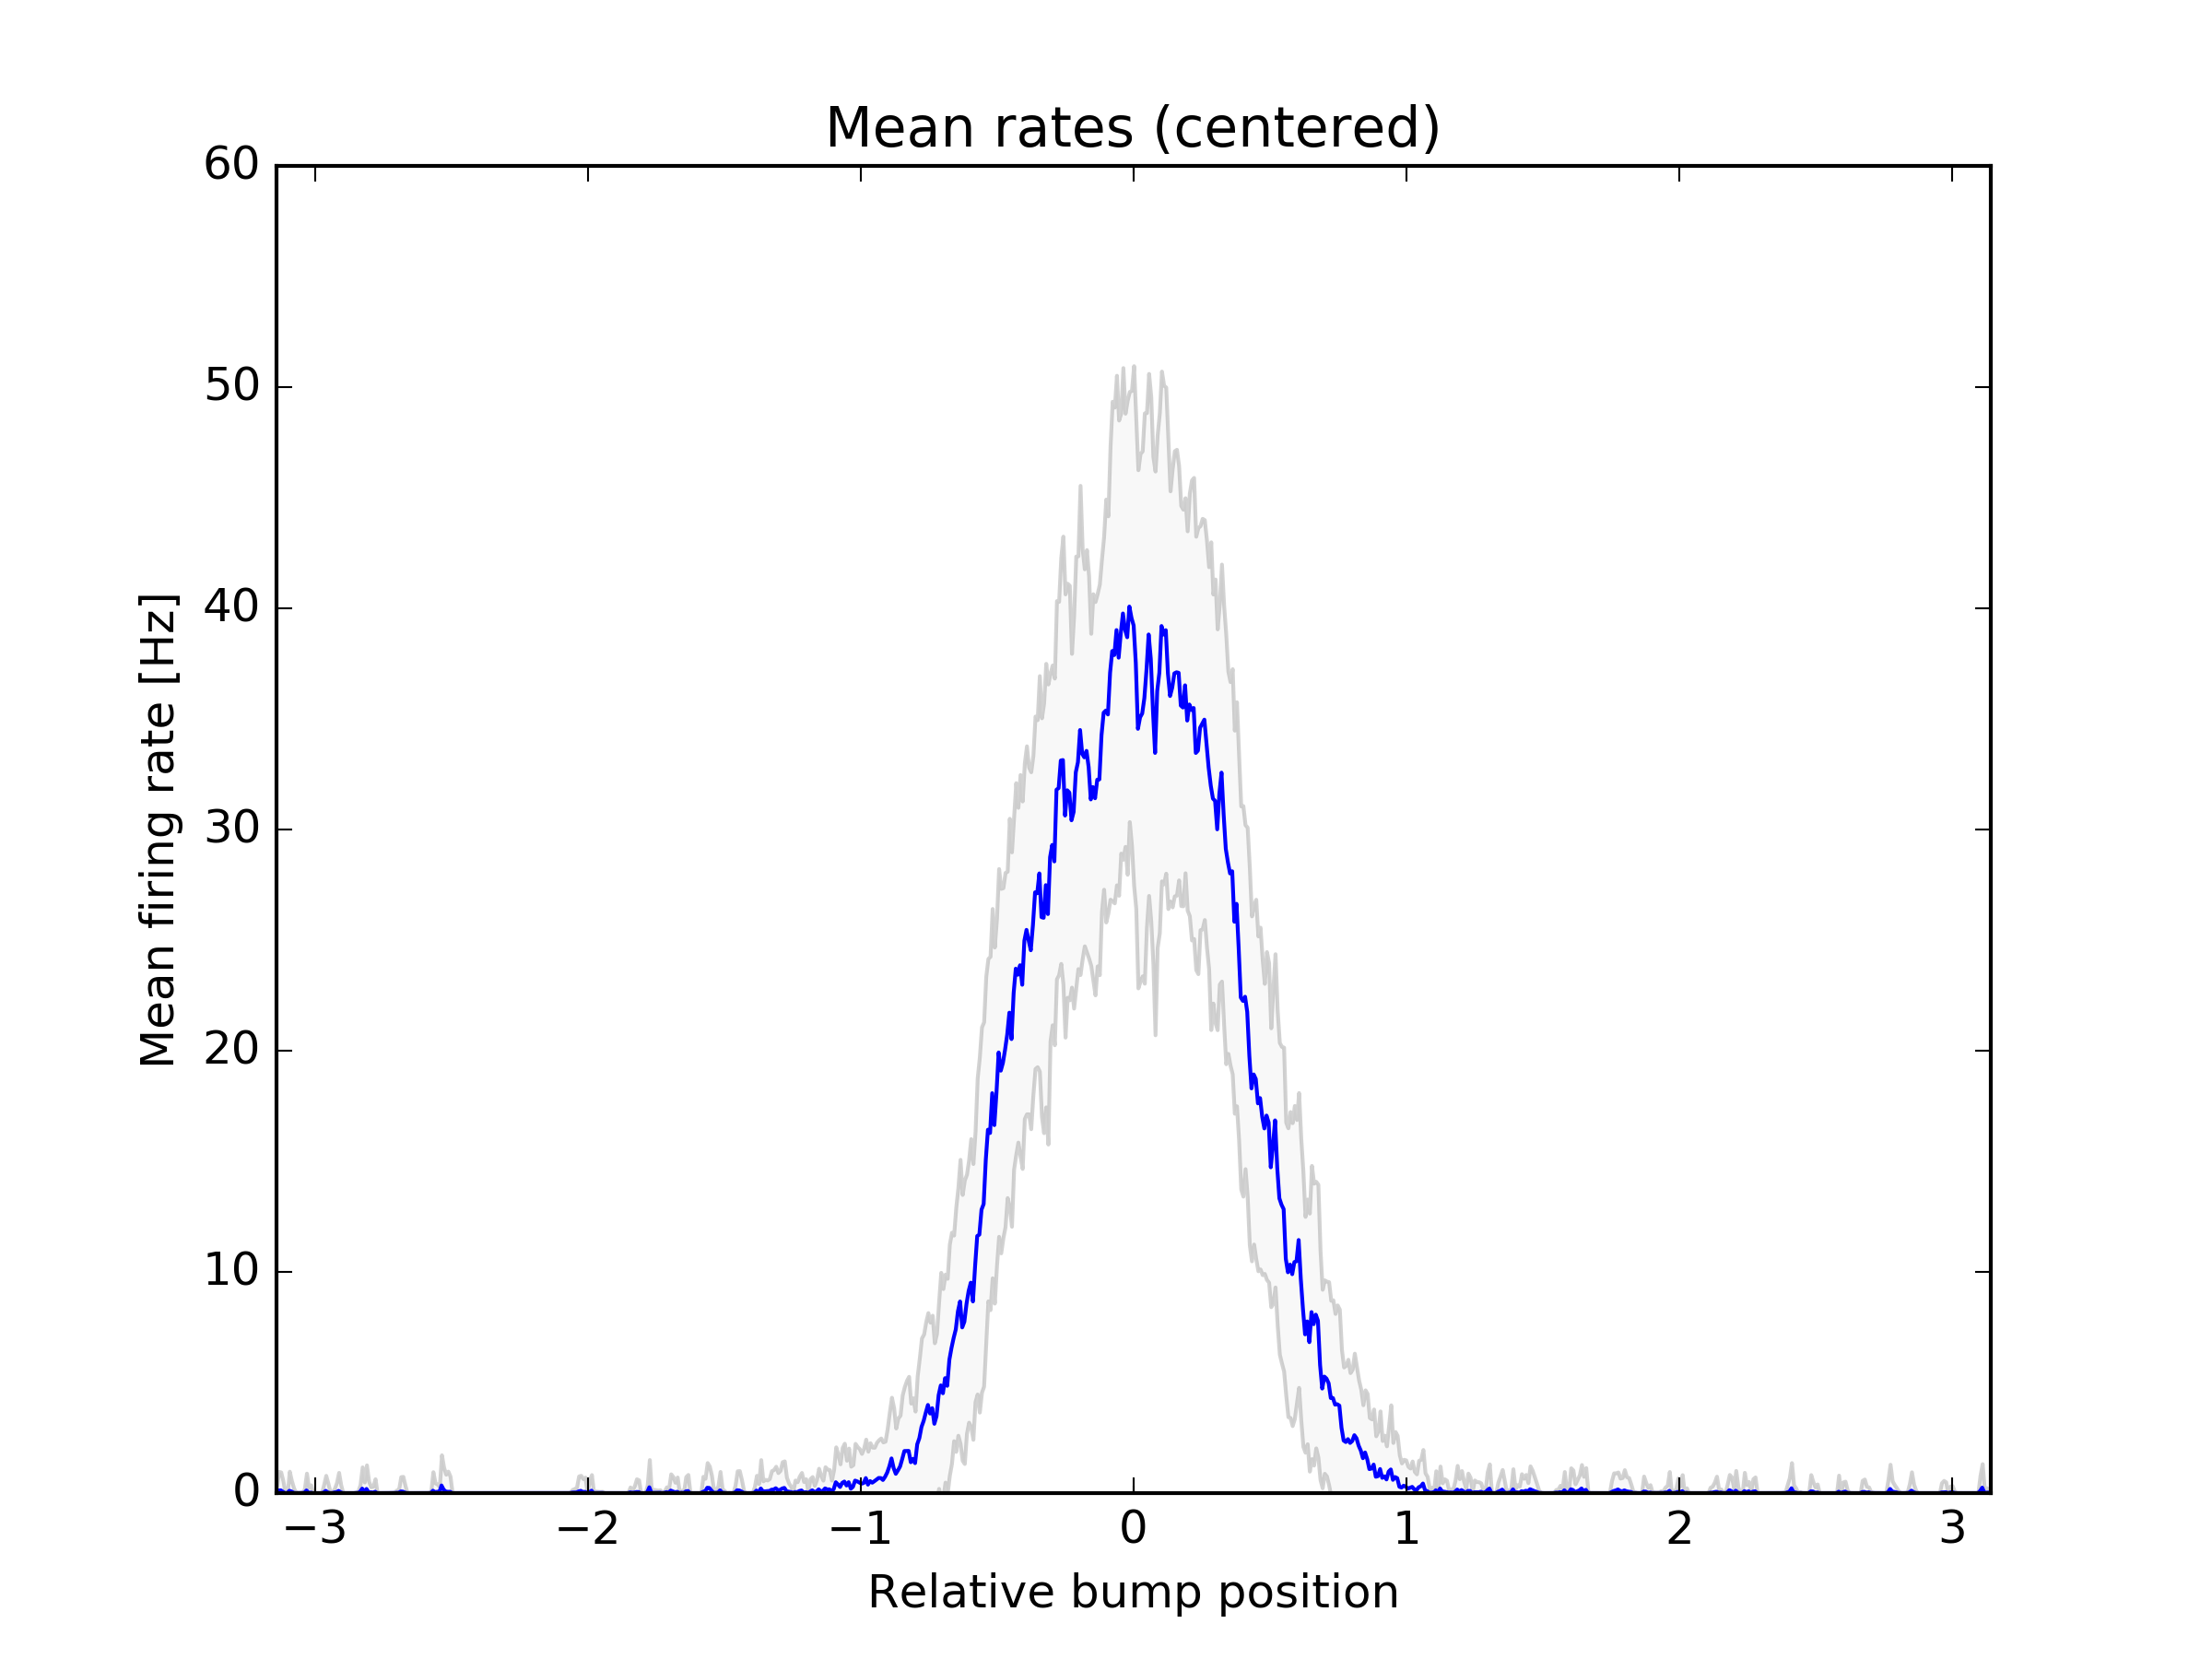 Mean rates (centered)
60
50
40
30
20
10
0
Mean firing rate [Hz]
−3 −2 −1 0 1 2 3
Relative bump position